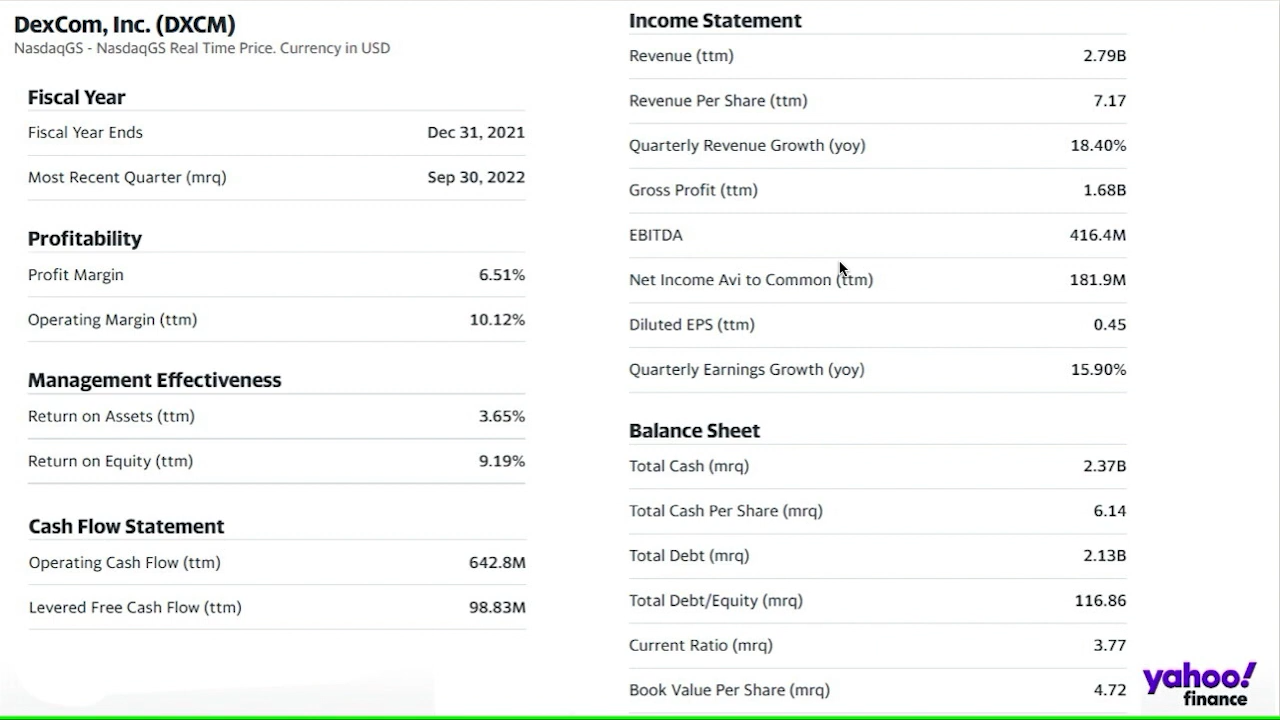 DexCom, Inc. (DXCM)
NasdaqGS - NasdaqGS Real Time Price. Currency in USD
Fiscal Year
Fiscal Year Ends Dec 31, 2021
Most Recent Quarter (mrq) Sep 30, 2022
Profitability
Profit Margin 6.51%
Operating Margin (ttm) 10.12%
Management Effectiveness
Return on Assets (ttm) 3.65%
Return on Equity (ttm) 9.19%
Cash Flow Statement
Operating Cash Flow (ttm) 642.8M
Levered Free Cash Flow (ttm) 98.83M
Income Statement
Revenue (ttm) 2.79B
Revenue Per Share (ttm) 7.17
Quarterly Revenue Growth (yoy) 18.40%
Gross Profit (ttm) 1.68B
EBITDA 416.4M
Net Income Avi to Common (ttm) 181.9M
Diluted EPS (ttm) 0.45
Quarterly Earnings Growth (yoy) 15.90%
Balance Sheet
Total Cash (mrq) 2.37B
Total Cash Per Share (mrq) 6.14
Total Debt (mrq) 2.13B
Total Debt/Equity (mrq) 116.86
Current Ratio (mrq) 3.77
Book Value Per Share (mrq) 4.72
yahoo!
finance